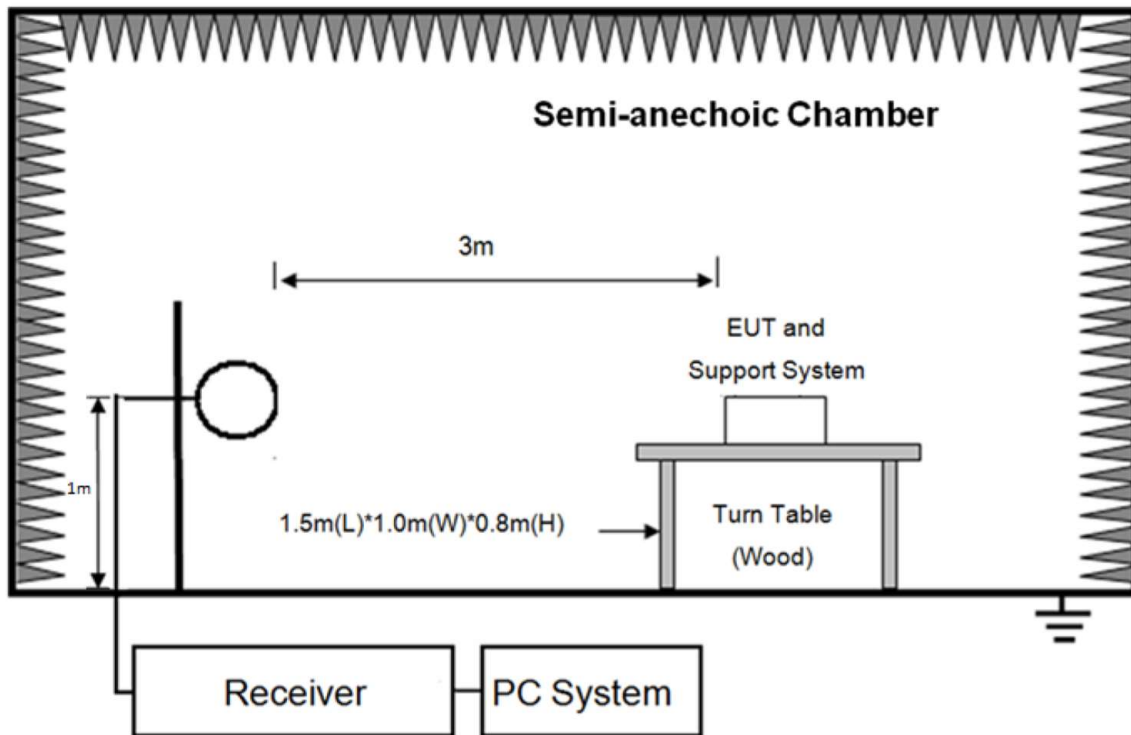 Semi-anechoic Chamber
3m
EUT and
Support System
1m
1.5m(L)*1.0m(W)*0.8m(H)
Turn Table
(Wood)
Receiver
PC System